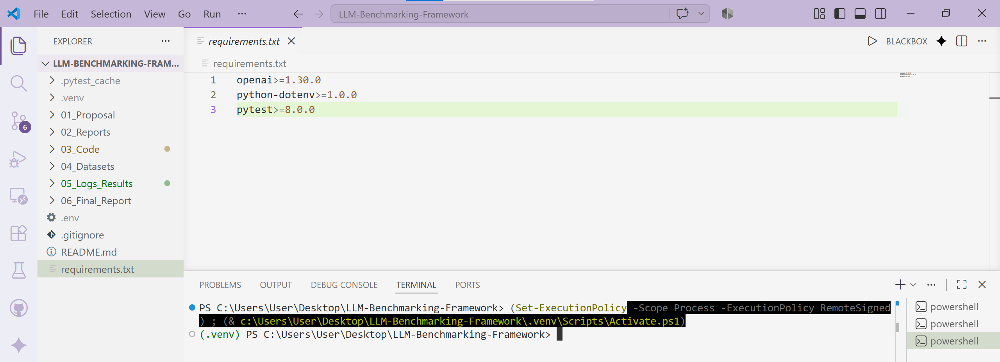 File Edit Selection View Go Run ...
LLM-Benchmarking-Framework
EXPLORER
LLM-BENCHMARKING-FRAM...
.pytest_cache
.venv
01_Proposal
02_Reports
03_Code
04_Datasets
05_Logs_Results
06_Final_Report
.env
.gitignore
README.md
requirements.txt
6
requirements.txt
BLACKBOX
requirements.txt
1 openai>=1.30.0
2 python-dotenv>=1.0.0
3 pytest>=8.0.0
PROBLEMS OUTPUT DEBUG CONSOLE TERMINAL PORTS
PS C:\Users\User\Desktop\LLM-Benchmarking-Framework> (Set-ExecutionPolicy -Scope Process -ExecutionPolicy RemoteSigned
) ; (& c:\Users\User\Desktop\LLM-Benchmarking-Framework\.venv\Scripts\Activate.ps1)
(.venv) PS C:\Users\User\Desktop\LLM-Benchmarking-Framework>
powershell
powershell
powershell